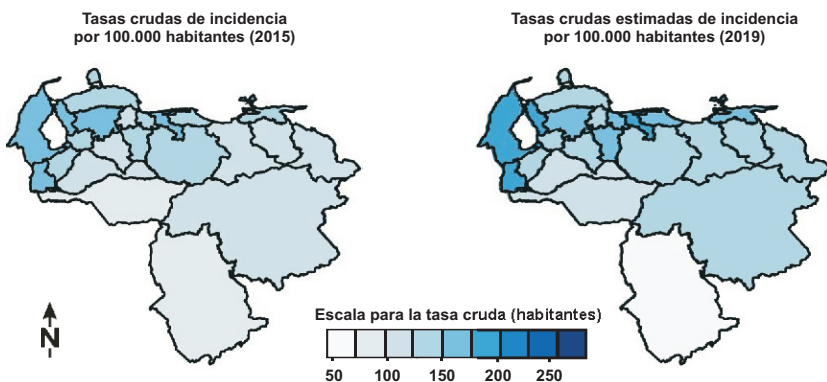 Tasas crudas de incidencia
por 100.000 habitantes (2015)
Tasas crudas estimadas de incidencia
por 100.000 habitantes (2019)
N
Escala para la tasa cruda (habitantes)
50 100 150 200 250